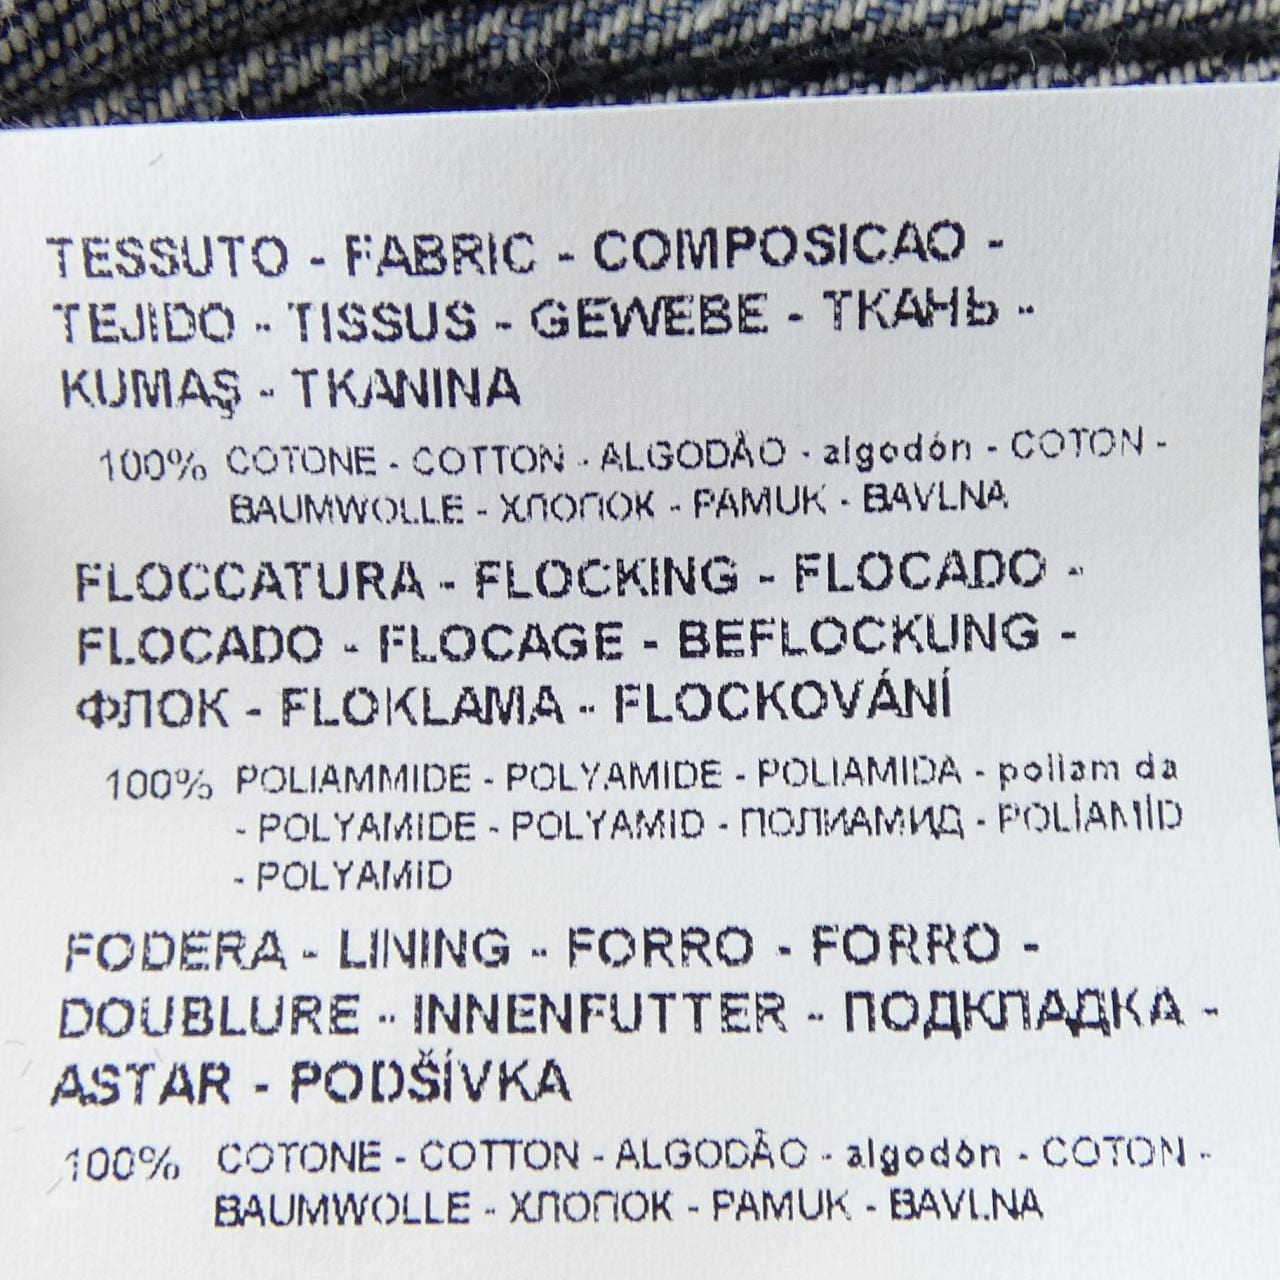 TESSUTO - FABRIC - COMPOSICAO -
TEJIDO - TISSUS - GEWEBE - ТКАНЬ -
KUMAŞ - TKANINA
100% COTONE - COTTON - ALGODÃO - algodón - COTON -
BAUMWOLLE - ХЛОПОК - PAMUK - BAVLNA
FLOCCATURA - FLOCKING - FLOCADO -
FLOCADO - FLOCAGE - BEFLOCKUNG -
ФЛОК - FLOKLAMA - FLOCKOVÁNÍ
100% POLIAMMIDE - POLYAMIDE - POLIAMIDA - poliam da
- POLYAMIDE - POLYAMID - ПОЛИАМИД - POLİAMİD
- POLYAMID
FODERA - LINING - FORRO - FORRO -
DOUBLURE - INNENFUTTER - ПОДКЛАДКА -
ASTAR - PODŠÍVKA
100% COTONE - COTTON - ALGODÃO - algodón - COTON -
BAUMWOLLE - ХЛОПОК - PAMUK - BAVLNA